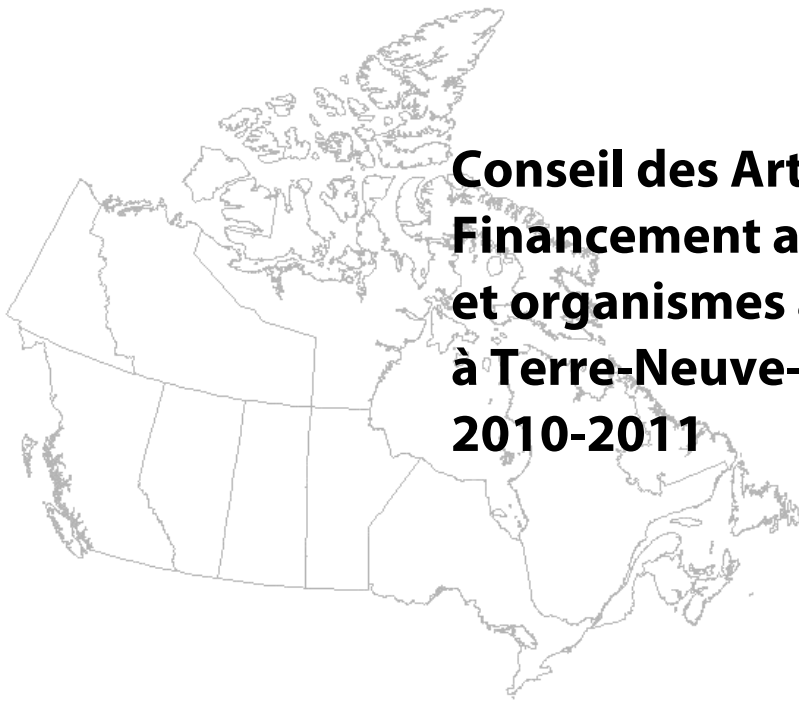 Conseil des Art
Financement a
et organismes
à Terre-Neuve-
2010-2011